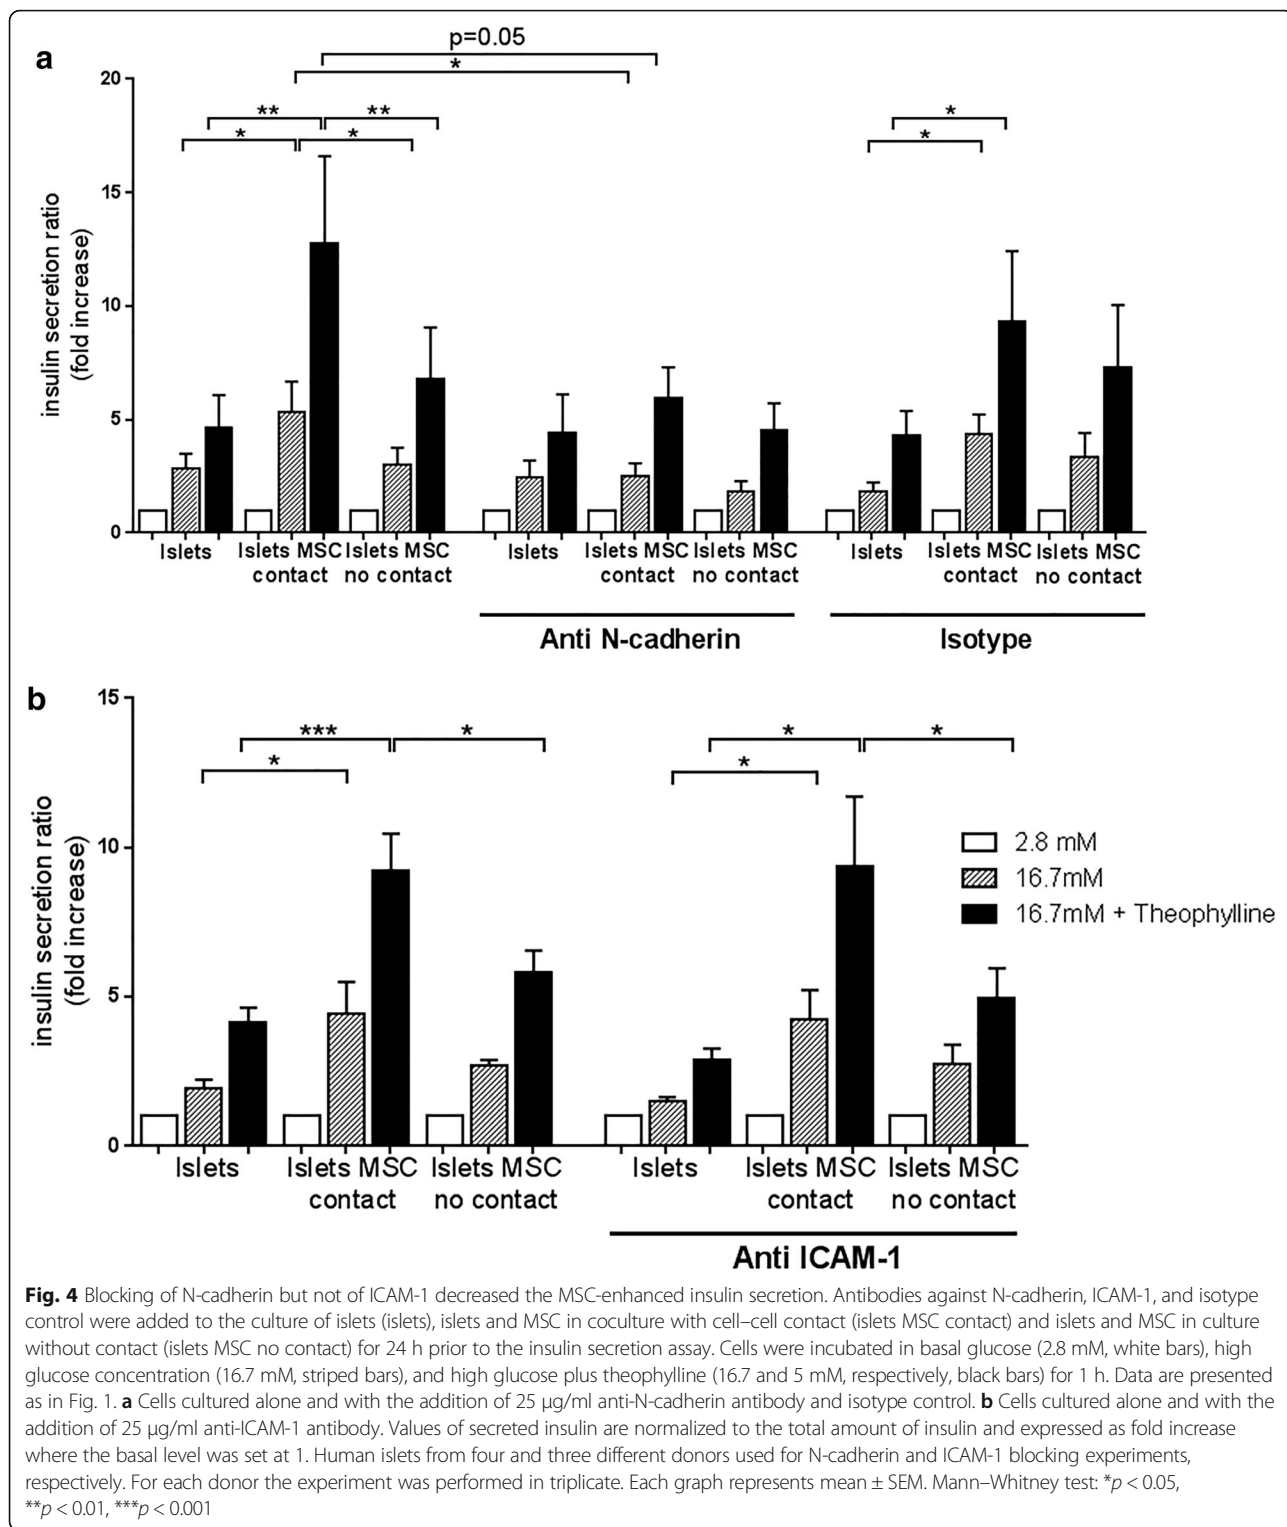 a
p=0.05
*
** **
* *
*
*
20
15
10
5
0
insulin secretion ratio
(fold increase)
Islets Islets MSC contact Islets MSC no contact Islets Islets MSC contact Islets MSC no contact Islets Islets MSC contact Islets MSC no contact
Anti N-cadherin Isotype
b
15
10
5
0
insulin secretion ratio
(fold increase)
*** * * *
* *
2.8 mM
16.7mM
16.7mM + Theophylline
Islets Islets MSC contact Islets MSC no contact Islets Islets MSC contact Islets MSC no contact
Anti ICAM-1
Fig. 4 Blocking of N-cadherin but not of ICAM-1 decreased the MSC-enhanced insulin secretion. Antibodies against N-cadherin, ICAM-1, and isotype
control were added to the culture of islets (islets), islets and MSC in coculture with cell–cell contact (islets MSC contact) and islets and MSC in culture
without contact (islets MSC no contact) for 24 h prior to the insulin secretion assay. Cells were incubated in basal glucose (2.8 mM, white bars), high
glucose concentration (16.7 mM, striped bars), and high glucose plus theophylline (16.7 and 5 mM, respectively, black bars) for 1 h. Data are presented
as in Fig. 1. a Cells cultured alone and with the addition of 25 μg/ml anti-N-cadherin antibody and isotype control. b Cells cultured alone and with the
addition of 25 μg/ml anti-ICAM-1 antibody. Values of secreted insulin are normalized to the total amount of insulin and expressed as fold increase
where the basal level was set at 1. Human islets from four and three different donors used for N-cadherin and ICAM-1 blocking experiments,
respectively. For each donor the experiment was performed in triplicate. Each graph represents mean ± SEM. Mann–Whitney test: *p < 0.05,
**p < 0.01, ***p < 0.001